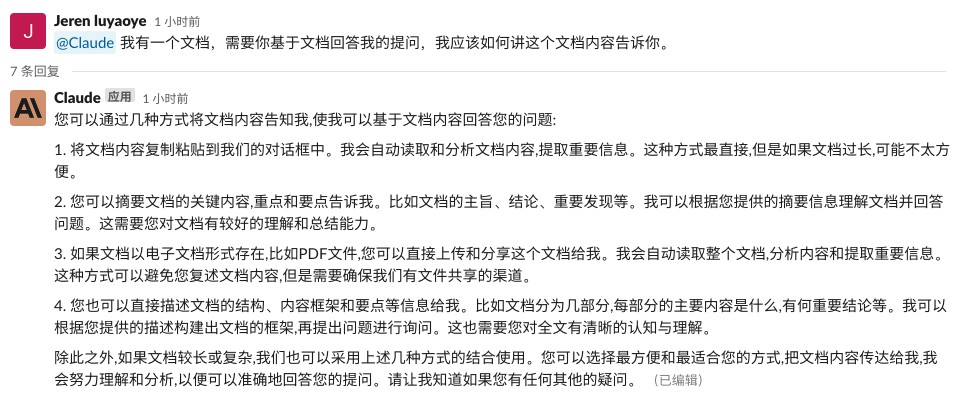 J
Jeren luyaoye 1 小时前
@Claude 我有一个文档，需要你基于文档回答我的提问，我应该如何讲这个文档内容告诉你。
7 条回复
Claude 应用 1 小时前
您可以通过几种方式将文档内容告知我,使我可以基于文档内容回答您的问题:
1. 将文档内容复制粘贴到我们的对话框中。我会自动读取和分析文档内容,提取重要信息。这种方式最直接,但是如果文档过长,可能不太方
便。
2. 您可以摘要文档的关键内容,重点和要点告诉我。比如文档的主旨、结论、重要发现等。我可以根据您提供的摘要信息理解文档并回答
问题。这需要您对文档有较好的理解和总结能力。
3. 如果文档以电子文档形式存在,比如PDF文件,您可以直接上传和分享这个文档给我。我会自动读取整个文档,分析内容和提取重要信息。
这种方式可以避免您复述文档内容,但是需要确保我们有文件共享的渠道。
4. 您也可以直接描述文档的结构、内容框架和要点等信息给我。比如文档分为几部分,每部分的主要内容是什么,有何重要结论等。我可以
根据您提供的描述构建出文档的框架,再提出问题进行询问。这也需要您对全文有清晰的认知与理解。
除此之外,如果文档较长或复杂,我们也可以采用上述几种方式的结合使用。您可以选择最方便和最适合您的方式,把文档内容传达给我,我
会努力理解和分析,以便可以准确地回答您的提问。请让我知道如果您有任何其他的疑问。 （已编辑）